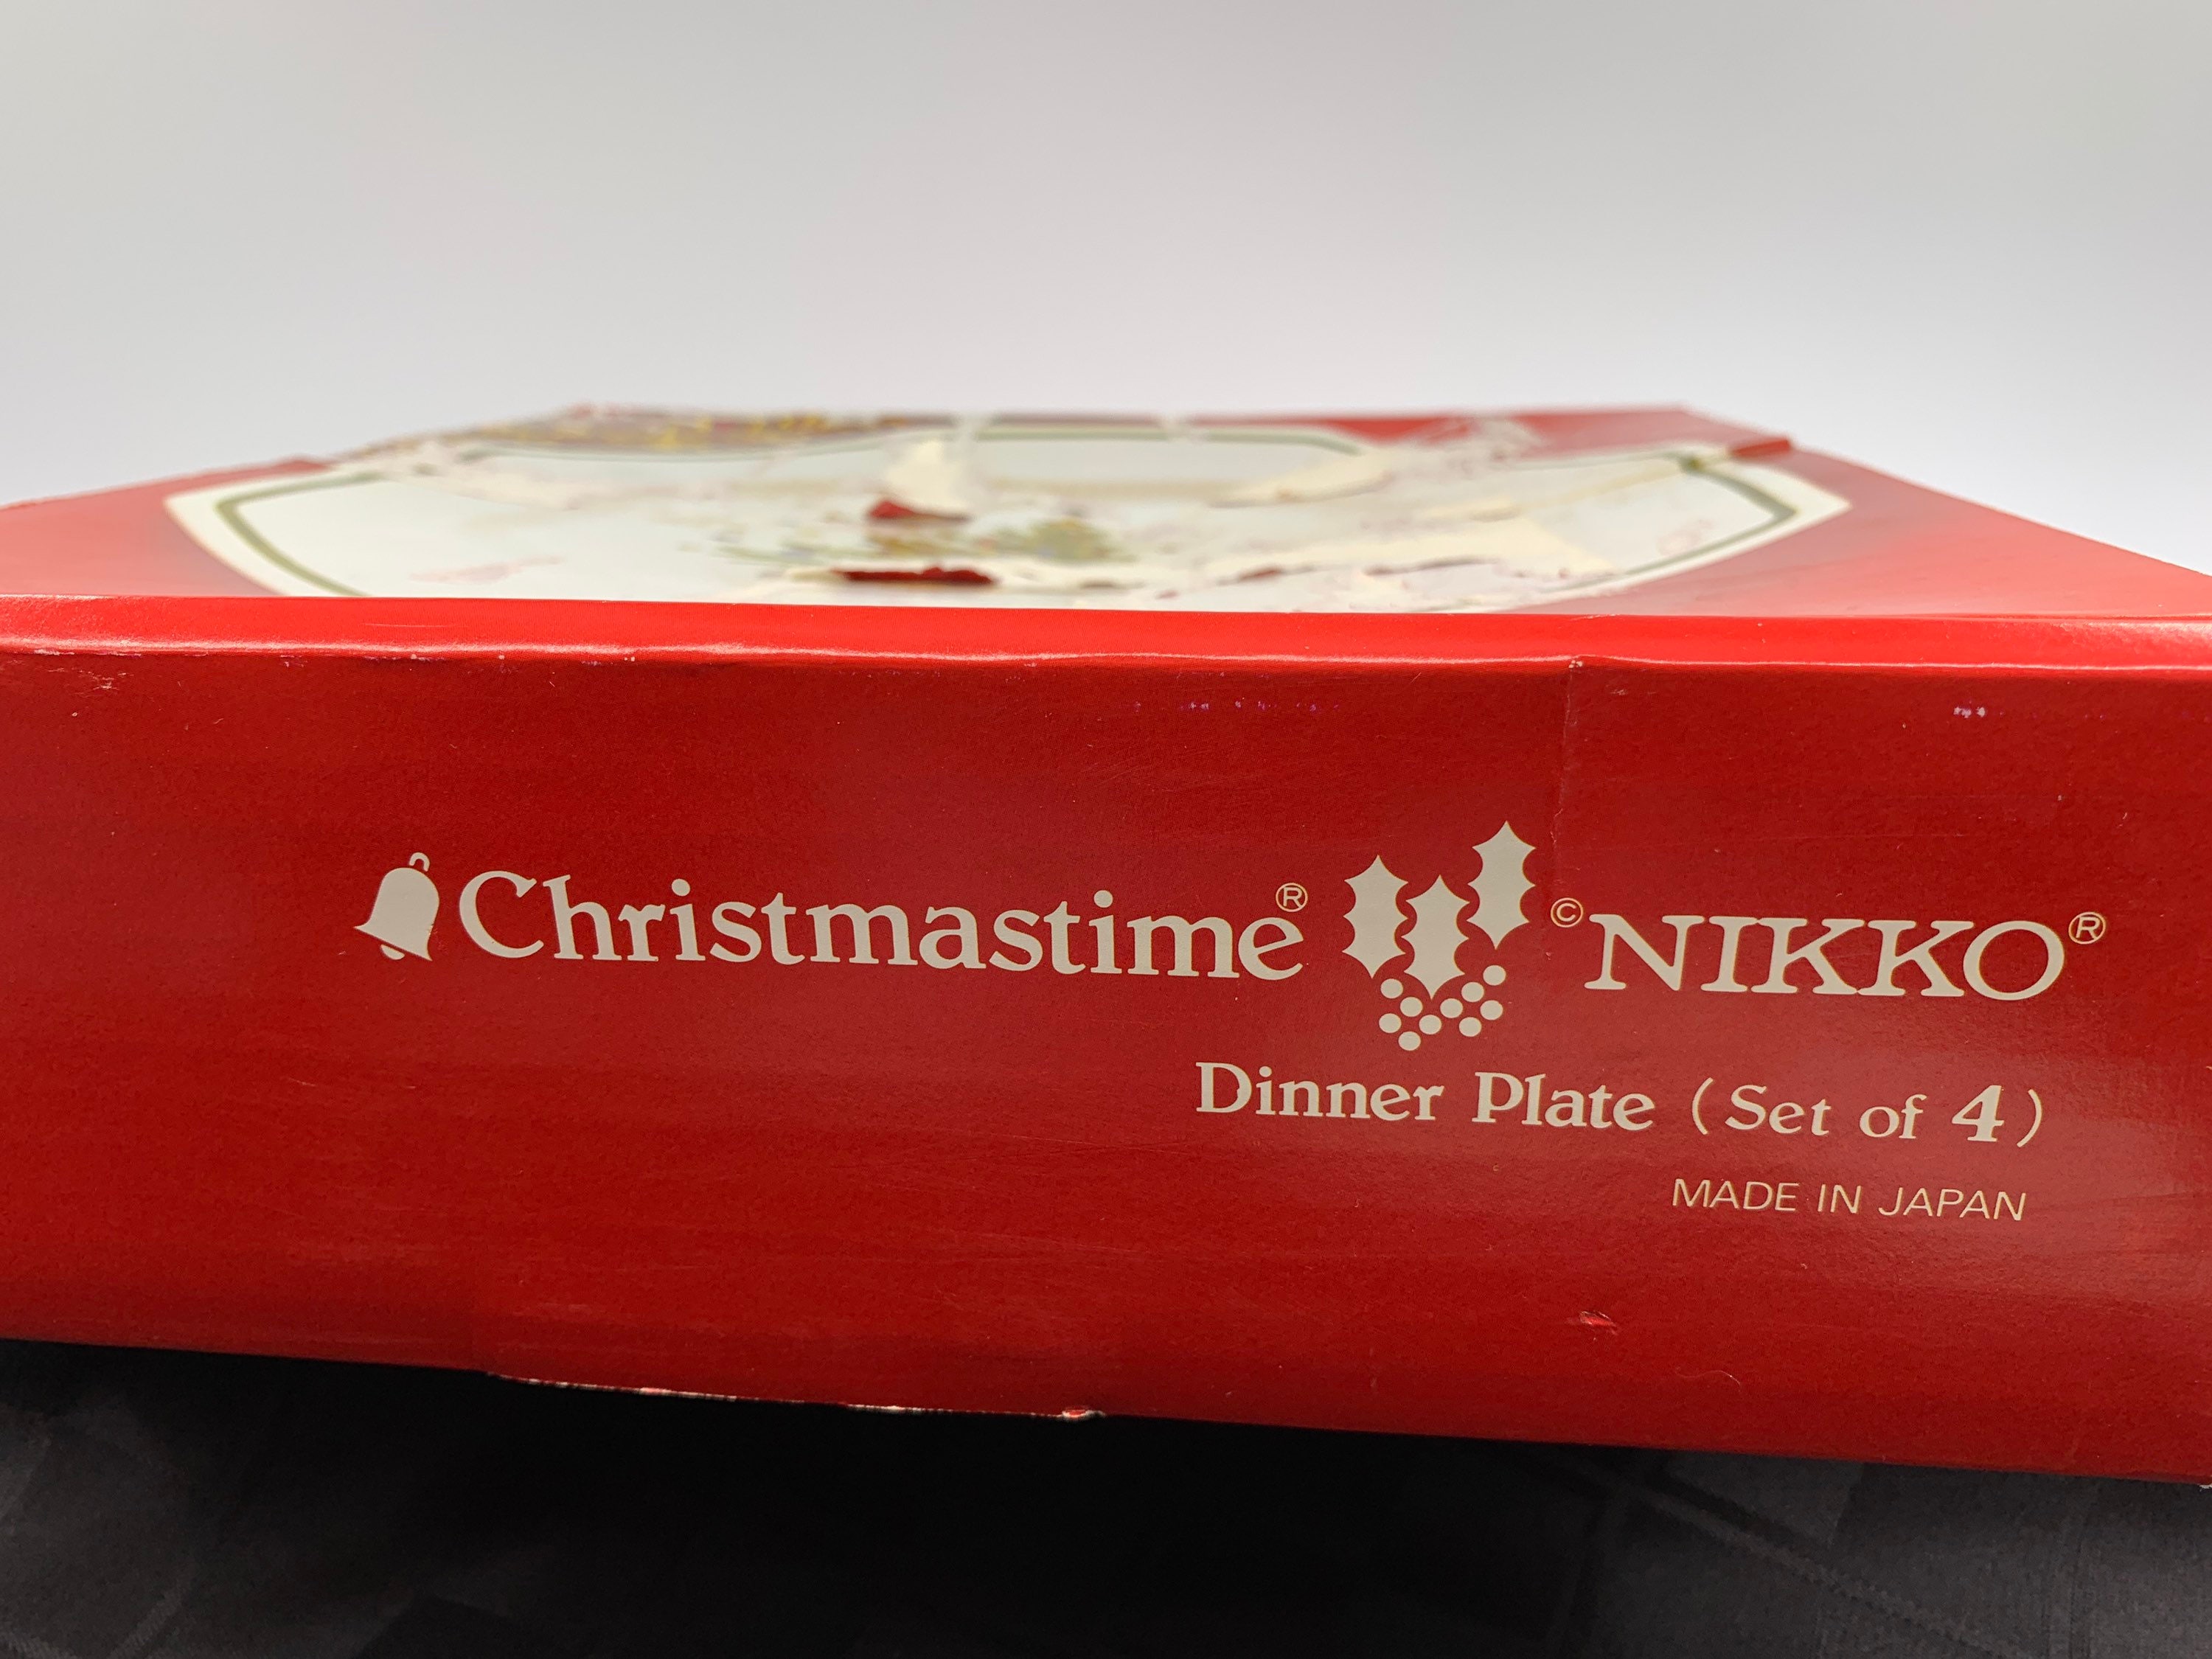 Christmastime® ©NIKKO®
Dinner Plate (Set of 4)
MADE IN JAPAN